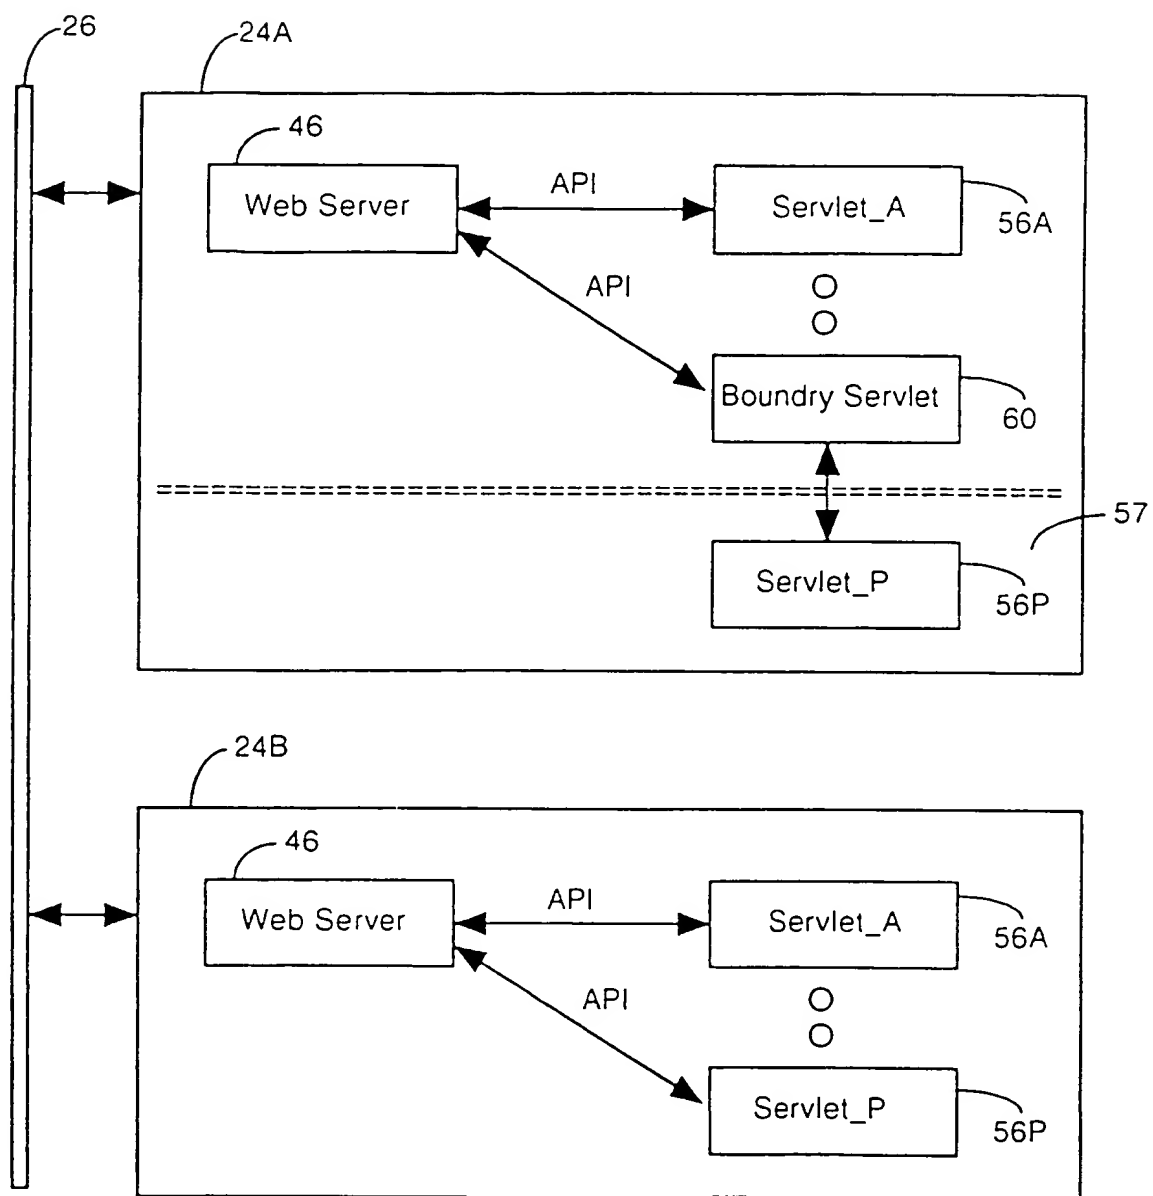 26
24A
46
Web Server
API
Servlet_A
56A
API
Boundry Servlet
60
57
Servlet_P
56P
24B
46
Web Server
API
Servlet_A
56A
API
Servlet_P
56P